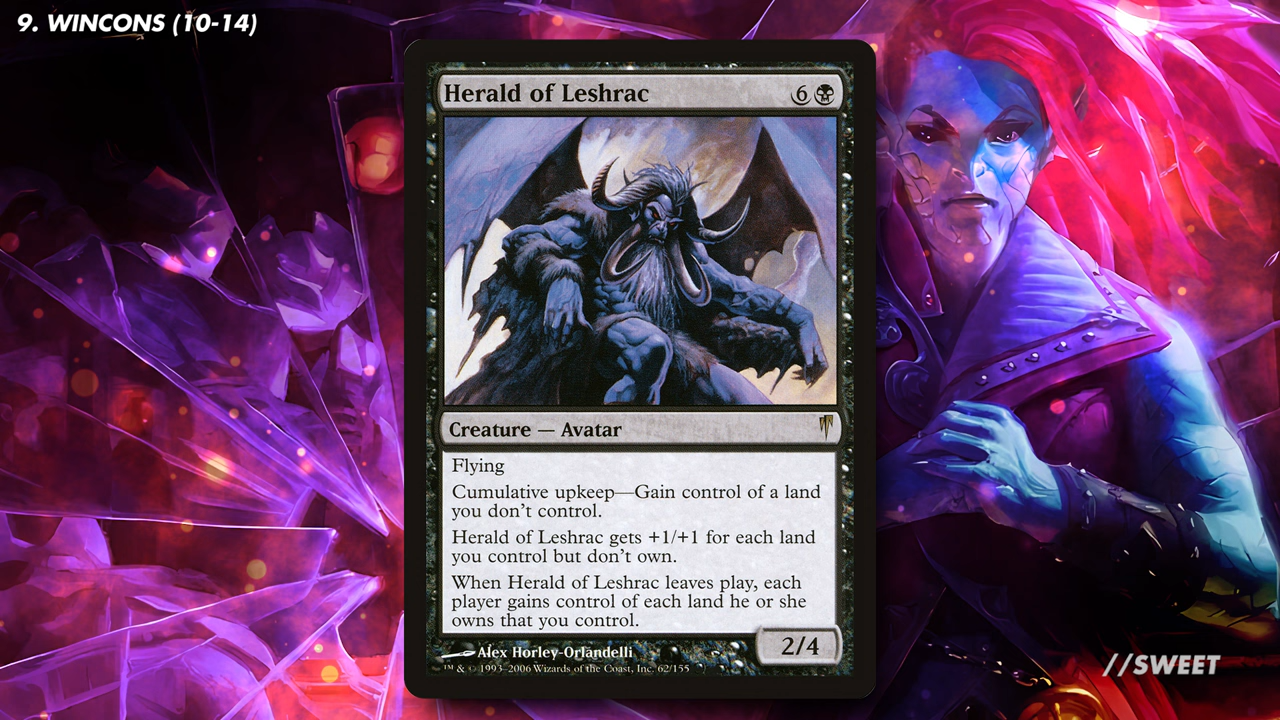 9. WINCONS (10-14)
Herald of Leshrac 6
Creature — Avatar
Flying
Cumulative upkeep—Gain control of a land
you don't control.
Herald of Leshrac gets +1/+1 for each land
you control but don't own.
When Herald of Leshrac leaves play, each
player gains control of each land he or she
owns that you control.
2/4
Alex Horley-Orlandelli
™ & © 1993–2006 Wizards of the Coast, Inc. 62/155
//SWEET